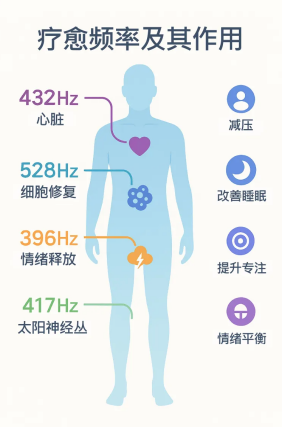 疗愈频率及其作用
432Hz
心脏
减压
528Hz
细胞修复
改善睡眠
396Hz
情绪释放
提升专注
417Hz
太阳神经丛
情绪平衡